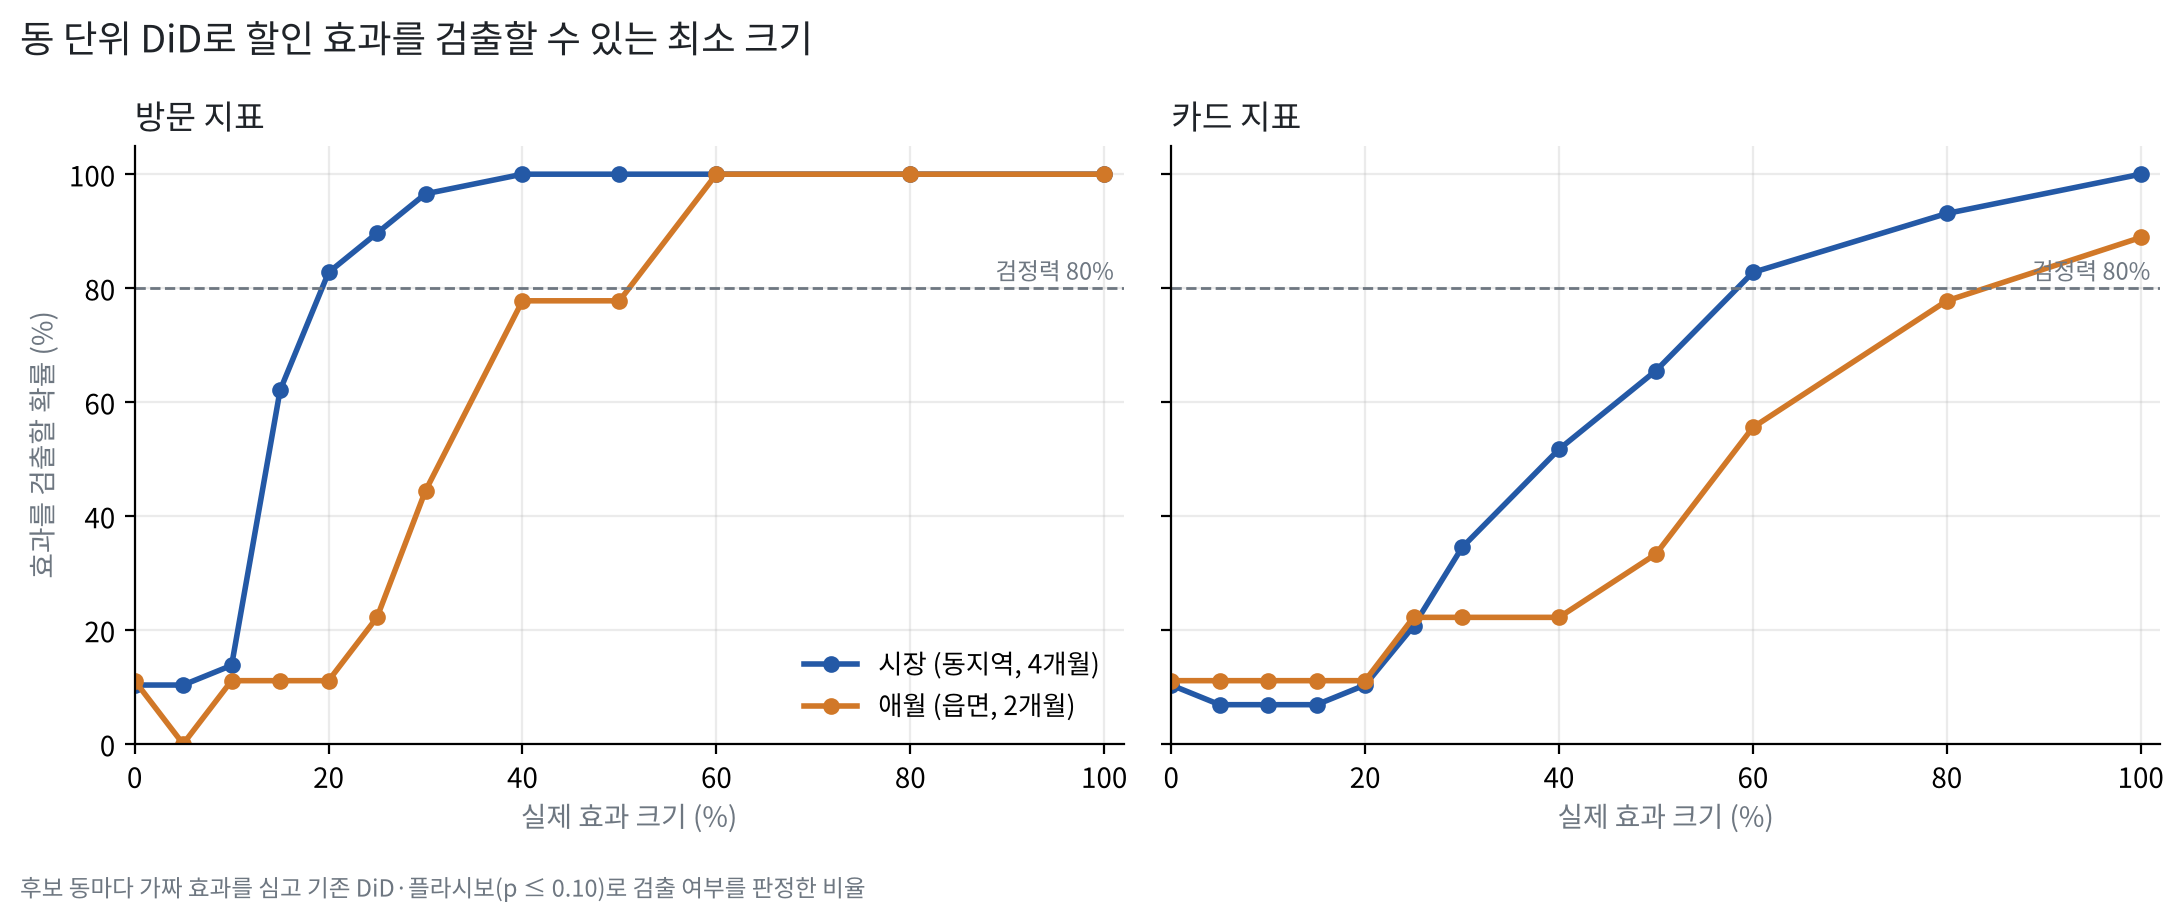 동 단위 DiD로 할인 효과를 검출할 수 있는 최소 크기
방문 지표
효과를 검출할 확률 (%)
100
80
60
40
20
0
검정력 80%
시장 (동지역, 4개월)
애월 (읍면, 2개월)
0 20 40 60 80 100
실제 효과 크기 (%)
카드 지표
검정력 80%
0 20 40 60 80 100
실제 효과 크기 (%)
후보 동마다 가짜 효과를 심고 기존 DiD·플라시보(p ≤ 0.10)로 검출 여부를 판정한 비율